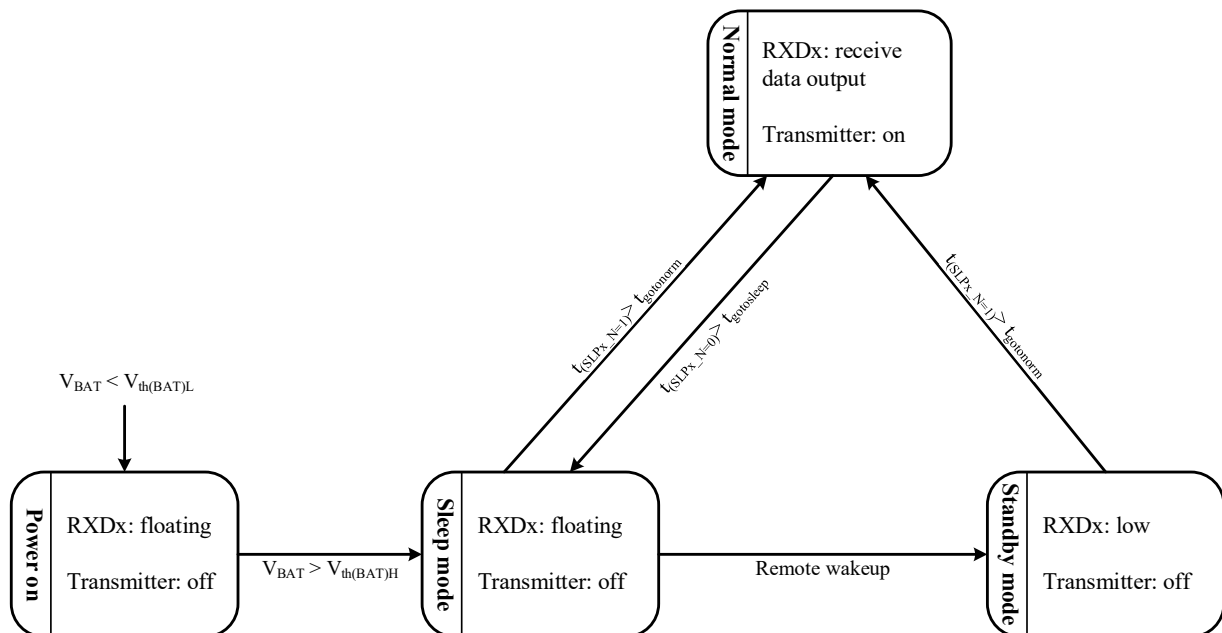 Normal mode
RXDx: receive
data output
Transmitter: on
t(SLPx_N=1)> tgotonorm
t(SLPx_N=0)> tgotosleep
t(SLPx_N=1)> tgotonorm
VBAT < Vth(BAT)L
Power on
RXDx: floating
Transmitter: off
VBAT > Vth(BAT)H
Sleep mode
RXDx: floating
Transmitter: off
Remote wakeup
Standby mode
RXDx: low
Transmitter: off